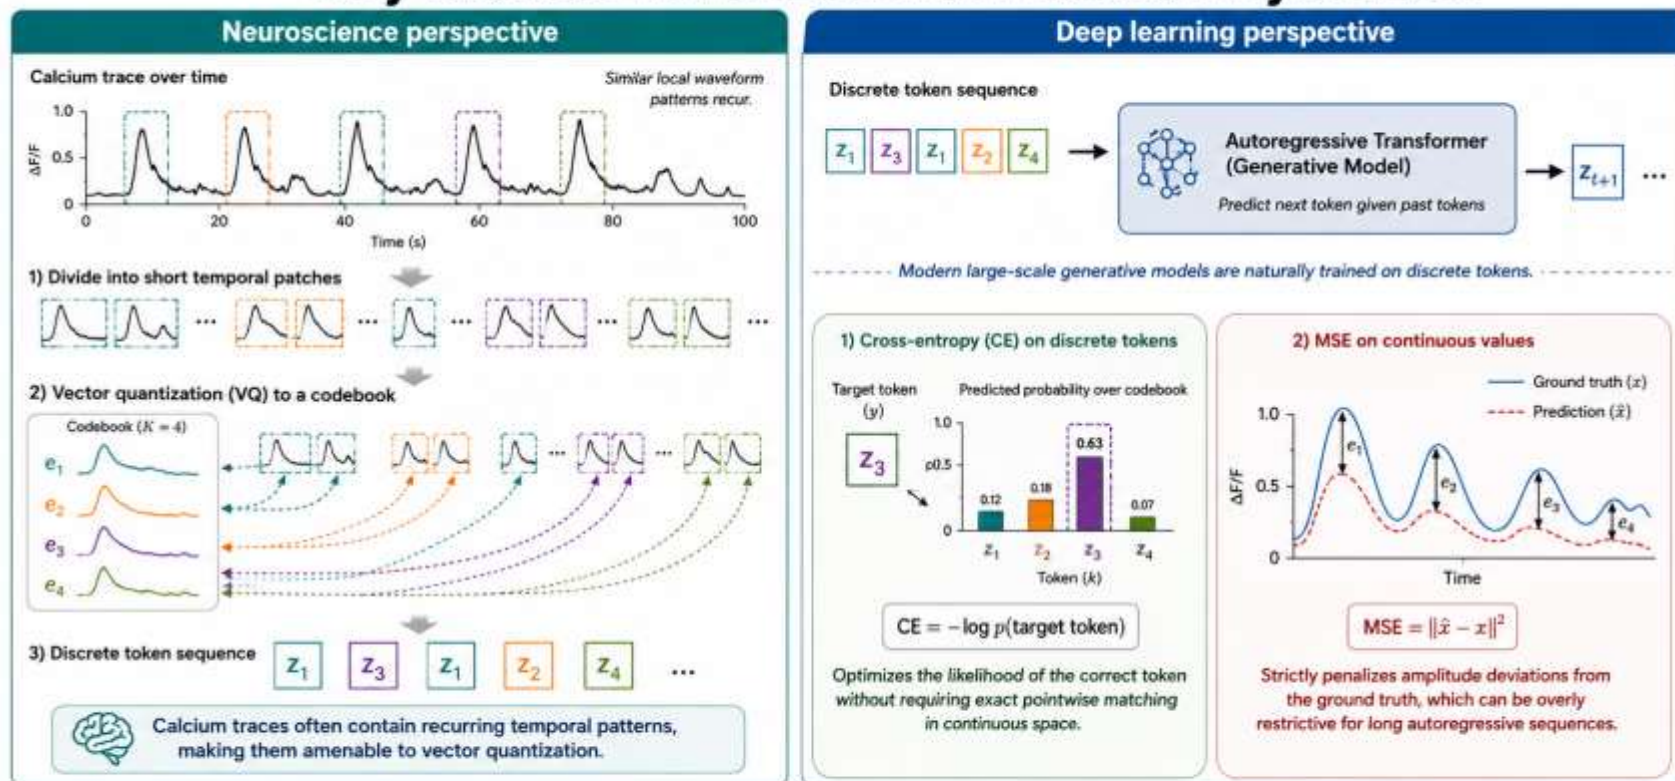 Neuroscience perspective
Calcium trace over time
Similar local waveform
patterns recur.
ΔF/F
1.0
0.5
0
0 20 40 60 80 100
Time (s)
1) Divide into short temporal patches
... ... ... ... ...
2) Vector quantization (VQ) to a codebook
Codebook (K = 4)
e1
e2
e3
e4
... ...
3) Discrete token sequence
z1 z3 z1 z2 z4 ...
Calcium traces often contain recurring temporal patterns,
making them amenable to vector quantization.
Deep learning perspective
Discrete token sequence
z1 z3 z1 z2 z4
Autoregressive Transformer
(Generative Model)
Predict next token given past tokens
zt+1 ...
Modern large-scale generative models are naturally trained on discrete tokens.
1) Cross-entropy (CE) on discrete tokens
Target token
(y)
z3
Predicted probability over codebook
1.0
p0.5
0
0.12 0.18 0.63 0.07
z1 z2 z3 z4
Token (k)
CE = −log p(target token)
Optimizes the likelihood of the correct token
without requiring exact pointwise matching
in continuous space.
2) MSE on continuous values
Ground truth (x)
Prediction (x̂)
ΔF/F
1.0
0.5
0
e1 e2 e3 e4
Time
MSE = ||x̂ − x||²
Strictly penalizes amplitude deviations from
the ground truth, which can be overly
restrictive for long autoregressive sequences.